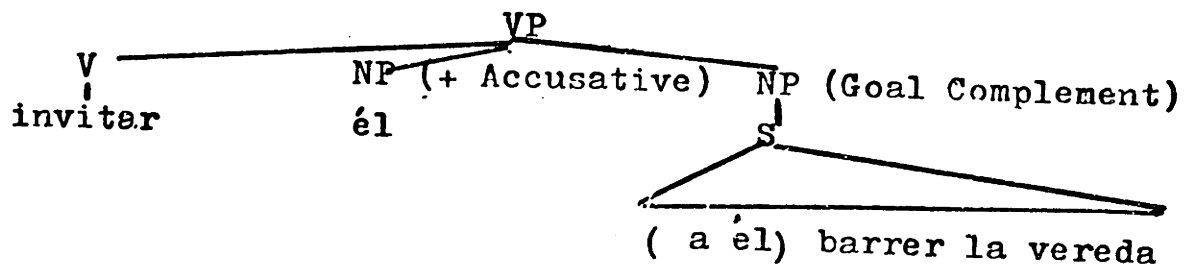 VP
V NP (+ Accusative) NP (Goal Complement)
invitar él
S
( a él) barrer la vereda